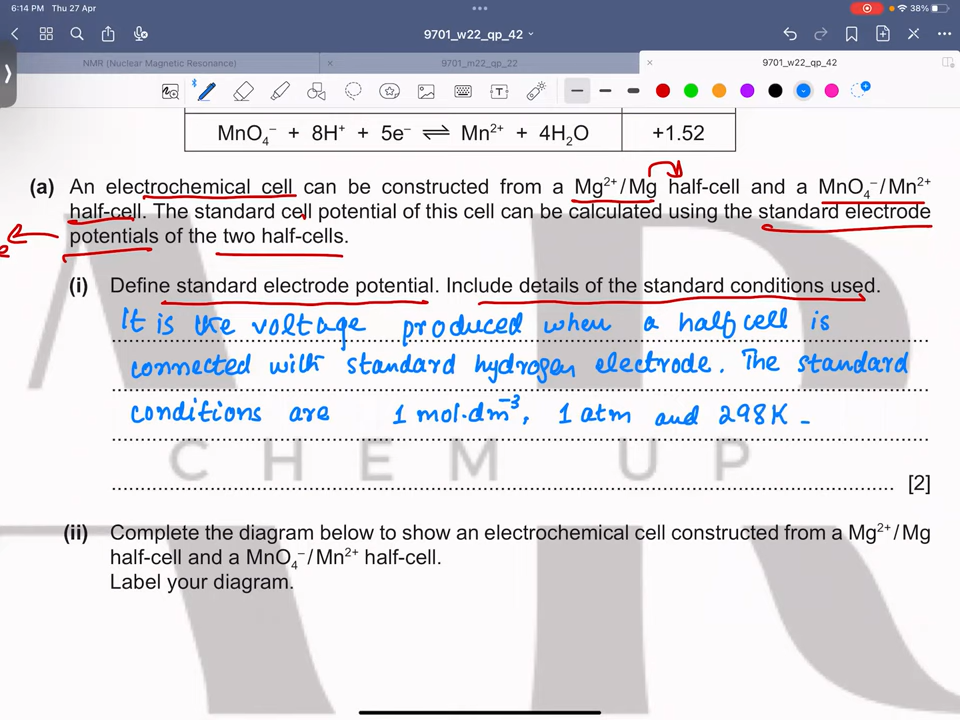 6:14 PM Thu 27 Apr
38%
9701_w22_qp_42
NMR (Nuclear Magnetic Resonance)
9701_m22_qp_22
9701_w22_qp_42
MnO₄⁻ + 8H⁺ + 5e⁻ ⇌ Mn²⁺ + 4H₂O +1.52
(a) An electrochemical cell can be constructed from a Mg²⁺/Mg half-cell and a MnO₄⁻/Mn²⁺
half-cell. The standard cell potential of this cell can be calculated using the standard electrode
potentials of the two half-cells.
(i) Define standard electrode potential. Include details of the standard conditions used.
It is the voltage produced when a half cell is
connected with standard hydrogen electrode. The standard
conditions are 1 mol.dm⁻³, 1 atm and 298K.
[2]
(ii) Complete the diagram below to show an electrochemical cell constructed from a Mg²⁺/Mg
half-cell and a MnO₄⁻/Mn²⁺ half-cell.
Label your diagram.
CHEM UP